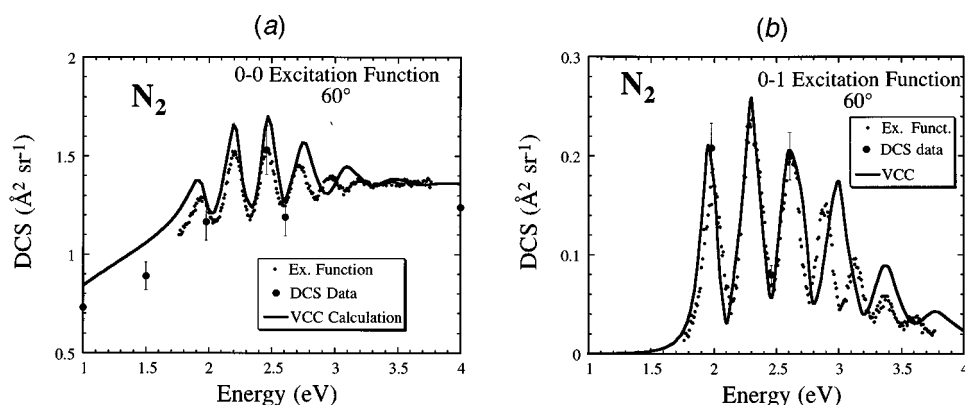 (a)
2
N2
0-0 Excitation Function
60°
1.5
1
0.5
DCS (Å2 sr-1)
Ex. Function
DCS Data
VCC Calculation
1 1.5 2 2.5 3 3.5 4
Energy (eV)
(b)
0.3
N2
0-1 Excitation Function
60°
Ex. Funct.
DCS data
VCC
0.2
0.1
0
DCS (Å2 sr-1)
1 1.5 2 2.5 3 3.5 4
Energy (eV)